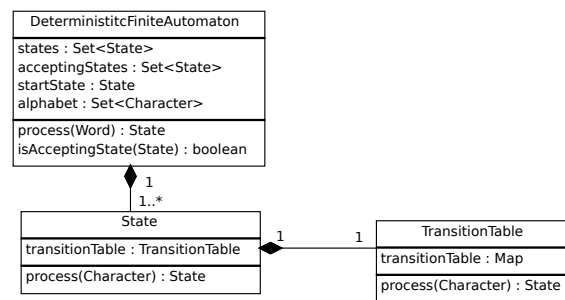 DeterministitcFiniteAutomaton
states : Set<State>
acceptingStates : Set<State>
startState : State
alphabet : Set<Character>
process(Word) : State
isAcceptingState(State) : boolean
1
1..*
State
transitionTable : TransitionTable
process(Character) : State
1
1
TransitionTable
transitionTable : Map
process(Character) : State